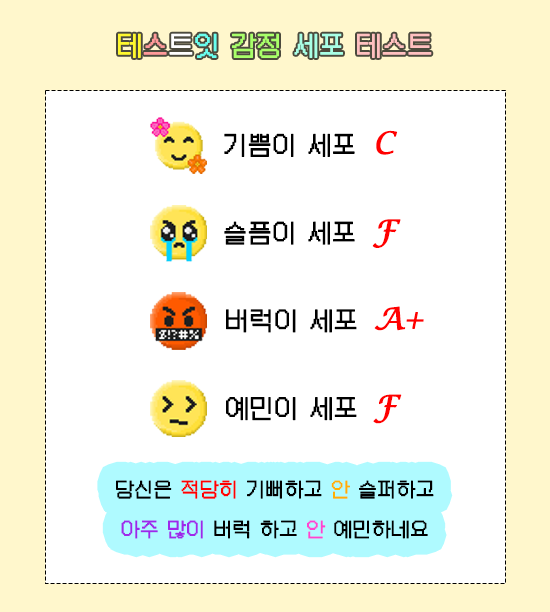 테스트잇 감정 세포 테스트
기쁨이 세포 C
슬픔이 세포 F
&!?#%
버럭이 세포 A+
예민이 세포 F
당신은 적당히 기뻐하고 안 슬퍼하고
아주 많이 버럭 하고 안 예민하네요